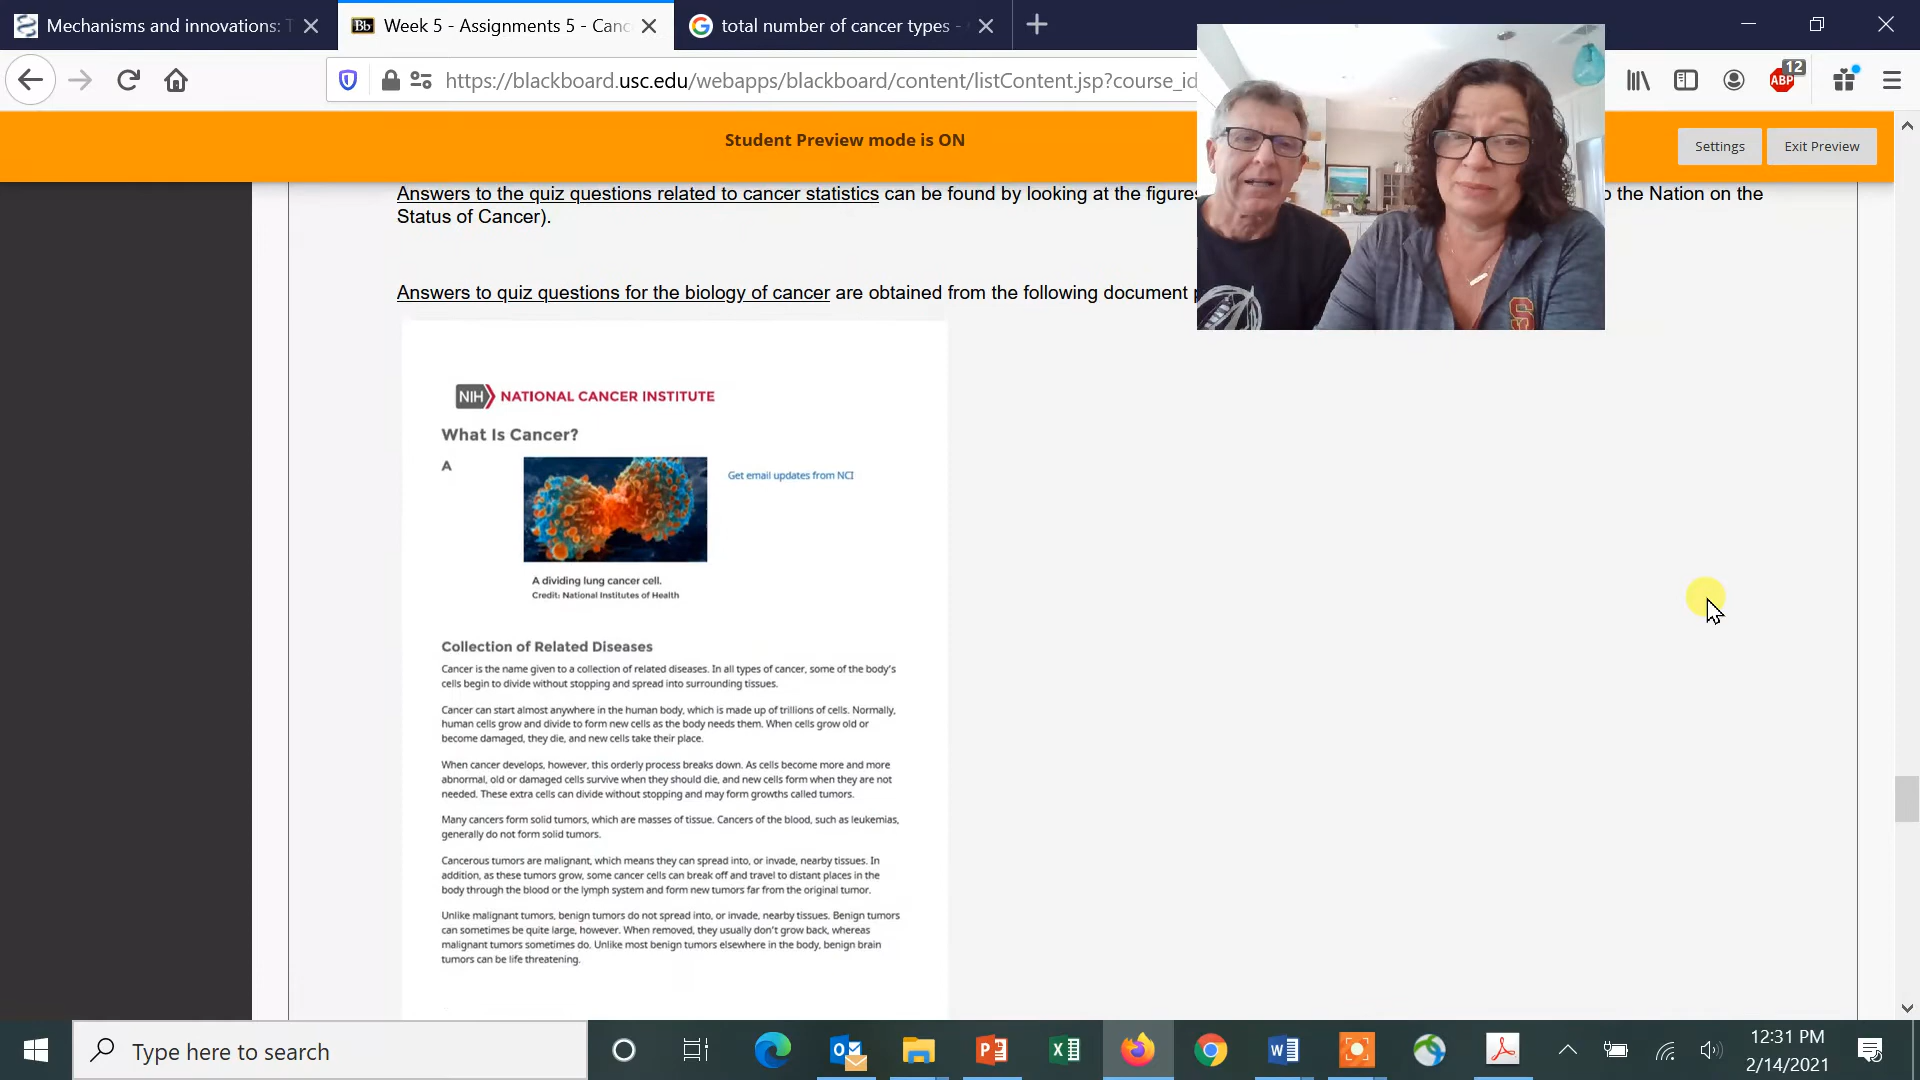 Mechanisms and innovations: T
Bb Week 5 - Assignments 5 - Canc
total number of cancer types -
https://blackboard.usc.edu/webapps/blackboard/content/listContent.jsp?course_id
ABP 12
Student Preview mode is ON
Settings
Exit Preview
Answers to the quiz questions related to cancer statistics can be found by looking at the figures
the Nation on the
Status of Cancer).
Answers to quiz questions for the biology of cancer are obtained from the following document
S
NIH NATIONAL CANCER INSTITUTE
What Is Cancer?
A
Get email updates from NCI
A dividing lung cancer cell.
Credit: National Institutes of Health
Collection of Related Diseases
Cancer is the name given to a collection of related diseases. In all types of cancer, some of the body's
cells begin to divide without stopping and spread into surrounding tissues.
Cancer can start almost anywhere in the human body, which is made up of trillions of cells. Normally,
human cells grow and divide to form new cells as the body needs them. When cells grow old or
become damaged, they die, and new cells take their place.
When cancer develops, however, this orderly process breaks down. As cells become more and more
abnormal, old or damaged cells survive when they should die, and new cells form when they are not
needed. These extra cells can divide without stopping and may form growths called tumors.
Many cancers form solid tumors, which are masses of tissue. Cancers of the blood, such as leukemias,
generally do not form solid tumors.
Cancerous tumors are malignant, which means they can spread into, or invade, nearby tissues. In
addition, as these tumors grow, some cancer cells can break off and travel to distant places in the
body through the blood or the lymph system and form new tumors far from the original tumor.
Unlike malignant tumors, benign tumors do not spread into, or invade, nearby tissues. Benign tumors
can sometimes be quite large, however. When removed, they usually don't grow back, whereas
malignant tumors sometimes do. Unlike most benign tumors elsewhere in the body, benign brain
tumors can be life threatening.
Type here to search
12:31 PM
2/14/2021